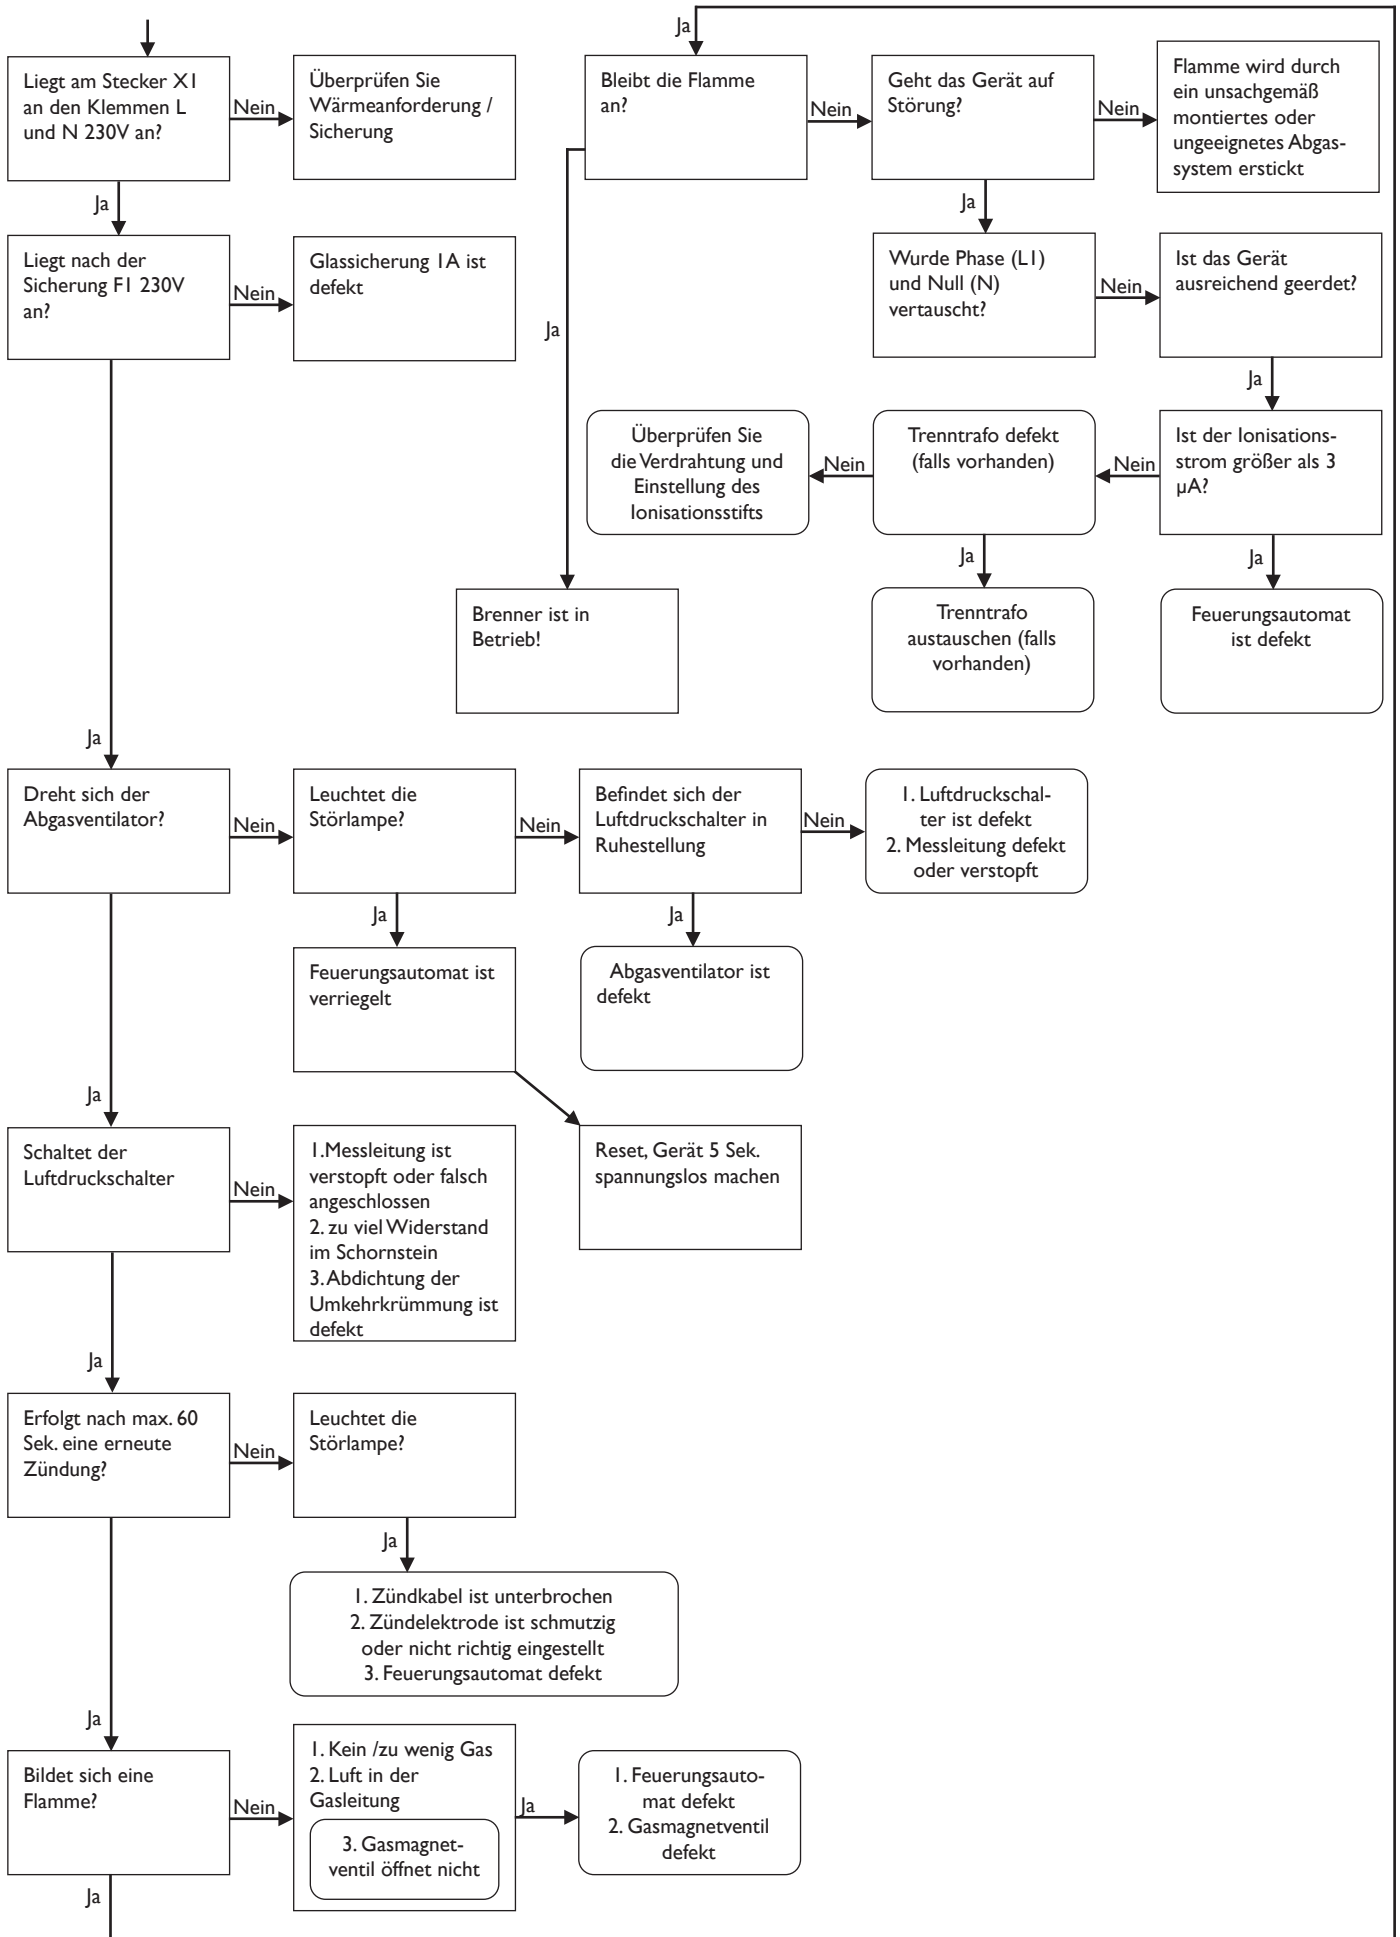 Ja
Liegt am Stecker X1
an den Klemmen L
und N 230V an?
Nein
Überprüfen Sie
Wärmeanforderung /
Sicherung
Bleibt die Flamme
an?
Nein
Geht das Gerät auf
Störung?
Nein
Flamme wird durch
ein unsachgemäß
montiertes oder
ungeeignetes Abgas-
system erstickt
Ja
Ja
Liegt nach der
Sicherung F1 230V
an?
Nein
Glassicherung 1A ist
defekt
Ja
Wurde Phase (L1)
und Null (N)
vertauscht?
Nein
Ist das Gerät
ausreichend geerdet?
Ja
Überprüfen Sie
die Verdrahtung und
Einstellung des
Ionisationsstifts
Nein
Trenntrafo defekt
(falls vorhanden)
Nein
Ist der Ionisations-
strom größer als 3
µA?
Ja
Ja
Brenner ist in
Betrieb!
Trenntrafo
austauschen (falls
vorhanden)
Feuerungsautomat
ist defekt
Ja
Dreht sich der
Abgasventilator?
Nein
Leuchtet die
Störlampe?
Nein
Befindet sich der
Luftdruckschalter in
Ruhestellung
Nein
1. Luftdruckschal-
ter ist defekt
2. Messleitung defekt
oder verstopft
Ja
Ja
Feuerungsautomat ist
verriegelt
Abgasventilator ist
defekt
Ja
Schaltet der
Luftdruckschalter
Nein
1.Messleitung ist
verstopft oder falsch
angeschlossen
2. zu viel Widerstand
im Schornstein
3. Abdichtung der
Umkehrkrümmung ist
defekt
Reset, Gerät 5 Sek.
spannungslos machen
Ja
Erfolgt nach max. 60
Sek. eine erneute
Zündung?
Nein
Leuchtet die
Störlampe?
Ja
1. Zündkabel ist unterbrochen
2. Zündelektrode ist schmutzig
oder nicht richtig eingestellt
3. Feuerungsautomat defekt
Ja
Bildet sich eine
Flamme?
Nein
1. Kein /zu wenig Gas
2. Luft in der
Gasleitung
3. Gasmagnet-
ventil öffnet nicht
Ja
1. Feuerungsauto-
mat defekt
2. Gasmagnetventil
defekt
Ja